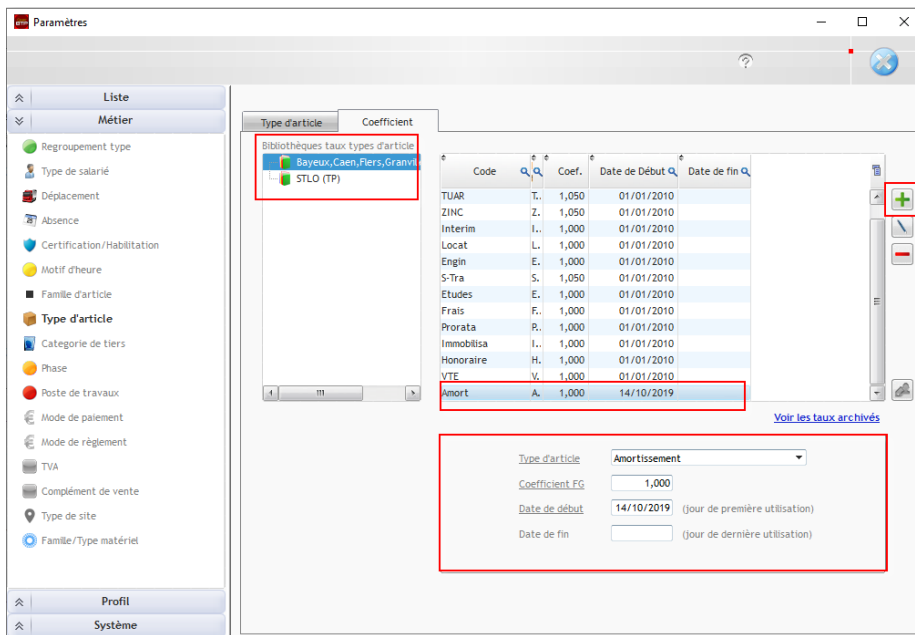 Paramètres
Liste
Métier
Regroupement type
Type de salarié
Déplacement
Absence
Certification/Habilitation
Motif d'heure
Famille d'article
Type d'article
Categorie de tiers
Phase
Poste de travaux
Mode de paiement
Mode de règlement
TVA
Complément de vente
Type de site
Famille/Type matériel
Profil
Système
Type d'article Coefficient
Bibliothèques taux types d'article
Bayeux,Caen,Flers,Granvil
STLO (TP)
Code Coef. Date de Début Date de fin
TUAR T.. 1,050 01/01/2010
ZINC Z. 1,050 01/01/2010
Interim I.. 1,000 01/01/2010
Locat L. 1,000 01/01/2010
Engin E. 1,000 01/01/2010
S-Tra S. 1,050 01/01/2010
Etudes E. 1,000 01/01/2010
Frais F.. 1,000 01/01/2010
Prorata P.. 1,000 01/01/2010
Immobilisa I.. 1,000 01/01/2010
Honoraire H. 1,000 01/01/2010
VTE V. 1,000 01/01/2010
Amort A. 1,000 14/10/2019
Voir les taux archivés
Type d'article Amortissement
Coefficient FG 1,000
Date de début 14/10/2019 (jour de première utilisation)
Date de fin (jour de dernière utilisation)